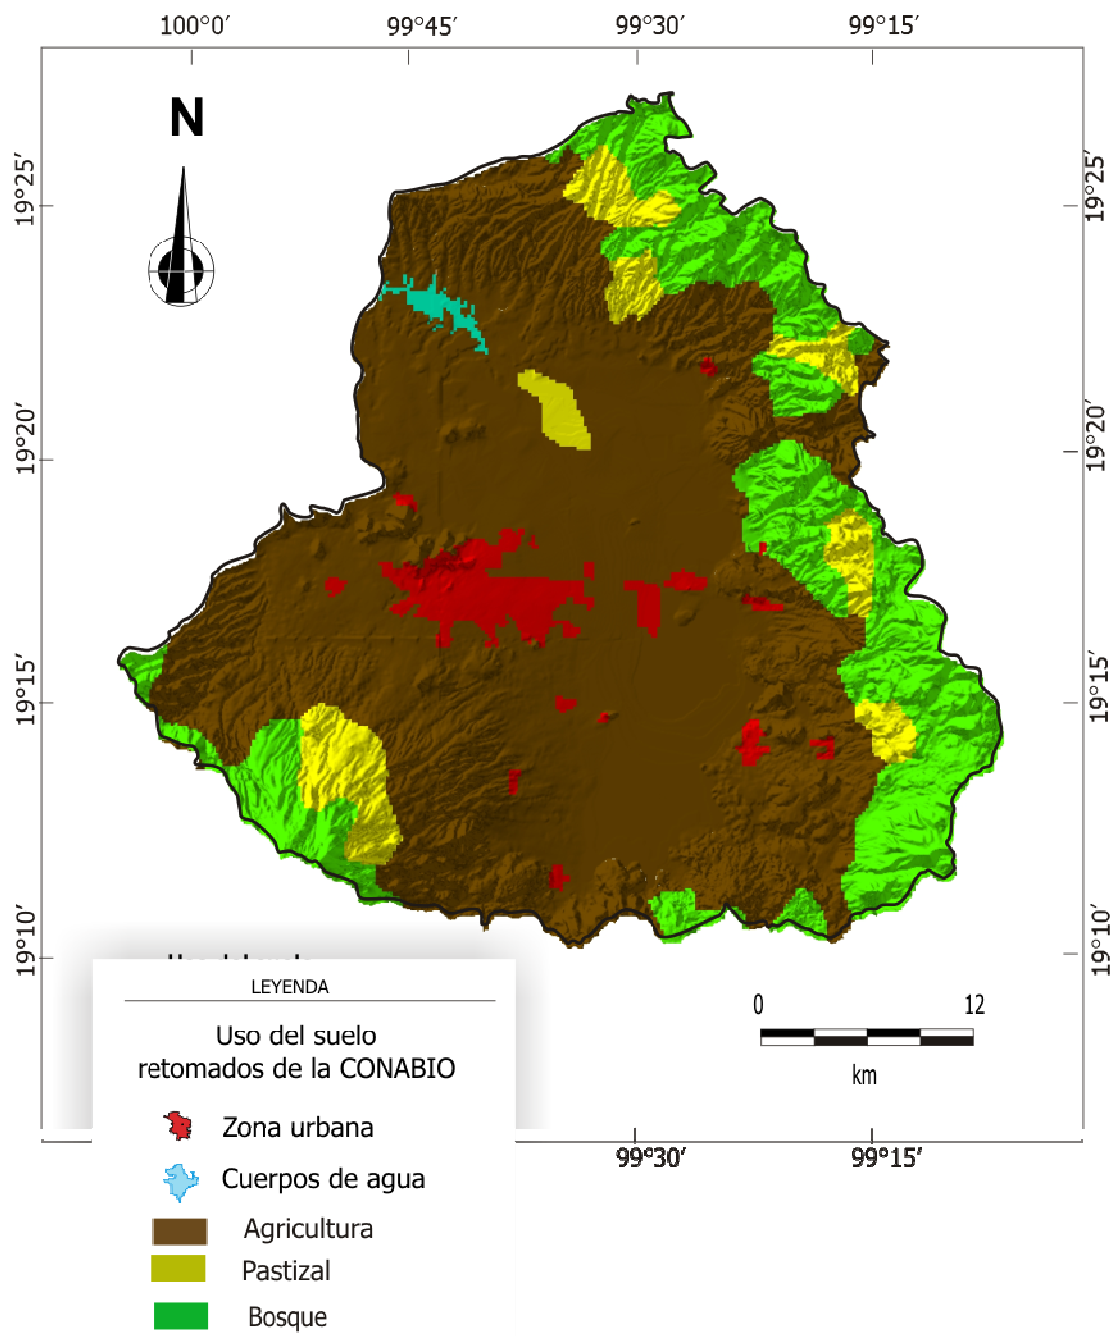 100°0′ 99°45′ 99°30′ 99°15′
N
19°25′ 19°25′
19°20′ 19°20′
19°15′ 19°15′
19°10′ 19°10′
LEYENDA
Uso del suelo
retomados de la CONABIO
Zona urbana
Cuerpos de agua
Agricultura
Pastizal
Bosque
0 12
km
99°30′ 99°15′